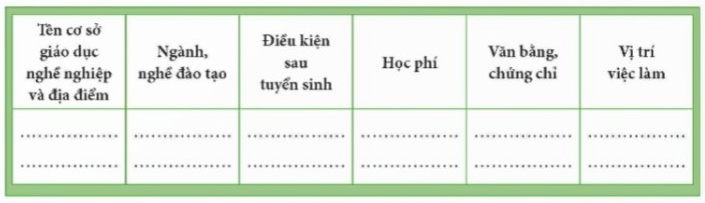 Tên cơ sở
giáo dục
nghề nghiệp
và địa điểm
Ngành,
nghề đào tạo
Điều kiện
sau
tuyển sinh
Học phí
Văn bằng,
chứng chỉ
Vị trí
việc làm
.................. .................. .................. .................. .................. ..................
.................. .................. .................. .................. .................. ..................